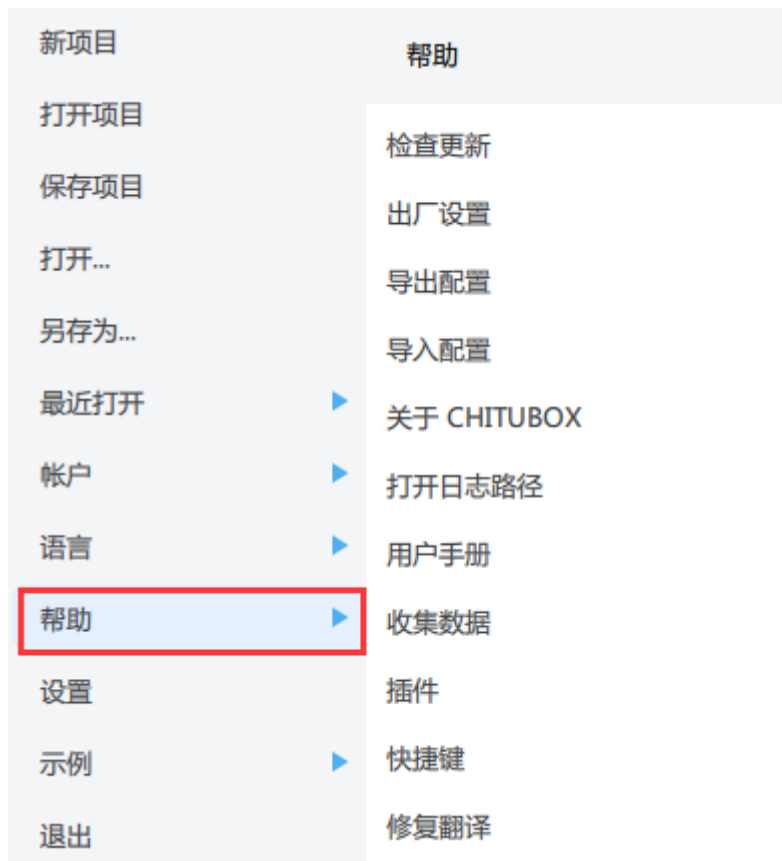 新项目
打开项目
保存项目
打开...
另存为...
最近打开
帐户
语言
帮助
设置
示例
退出
帮助
检查更新
出厂设置
导出配置
导入配置
关于 CHITUBOX
打开日志路径
用户手册
收集数据
插件
快捷键
修复翻译